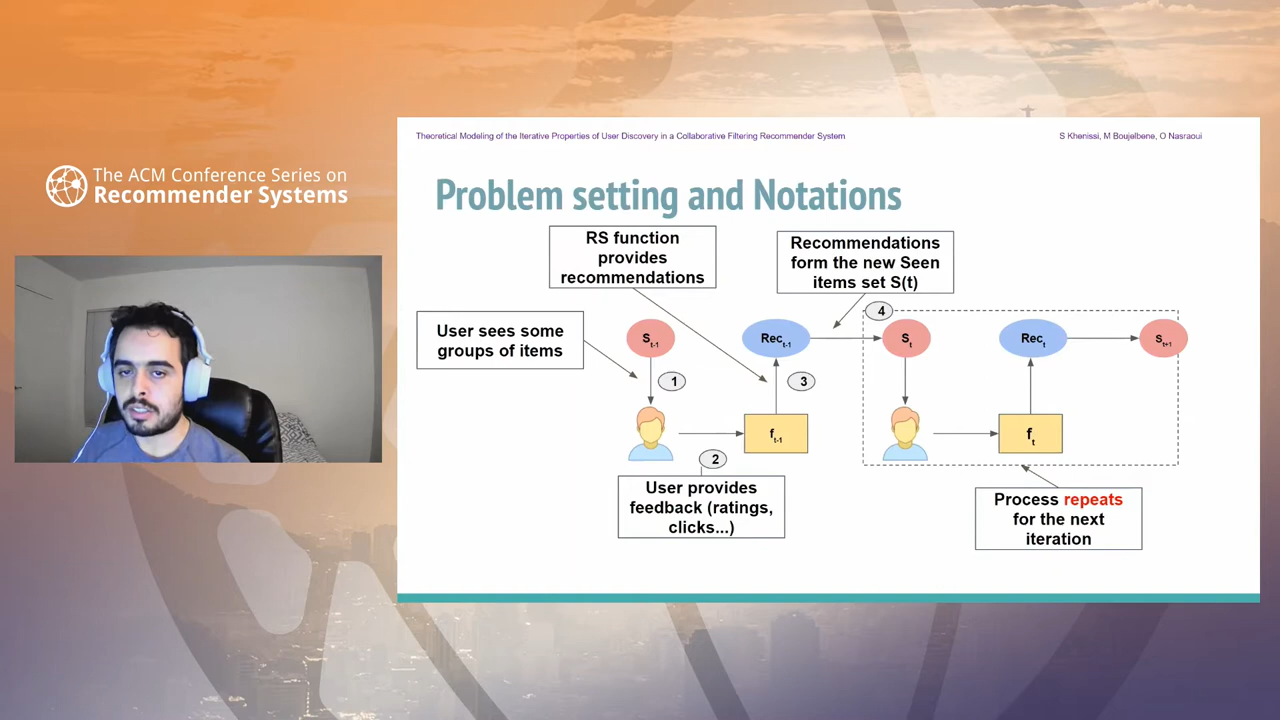 The ACM Conference Series on
Recommender Systems
Theoretical Modeling of the Iterative Properties of User Discovery in a Collaborative Filtering Recommender System
S Khenissi, M Boujelbene, O Nasraoui
Problem setting and Notations
RS function
provides
recommendations
Recommendations
form the new Seen
items set S(t)
User sees some
groups of items
S t-1
Rec t-1
4
S t
Rec t
S t+1
1
3
f t-1
f t
2
User provides
feedback (ratings,
clicks...)
Process repeats
for the next
iteration